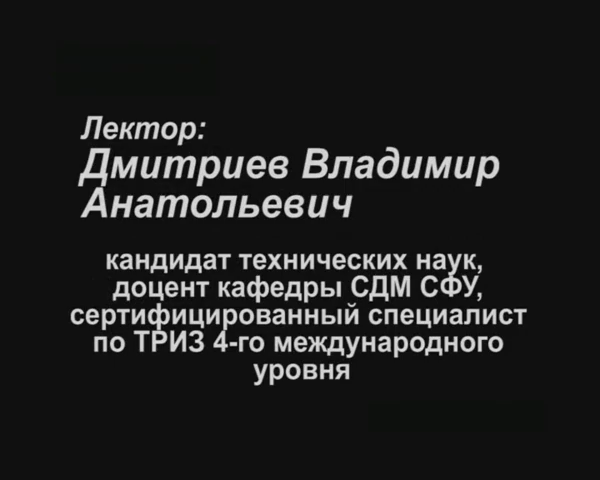 Лектор:
Дмитриев Владимир
Анатольевич
кандидат технических наук,
доцент кафедры СДМ СФУ,
сертифицированный специалист
по ТРИЗ 4-го международного
уровня